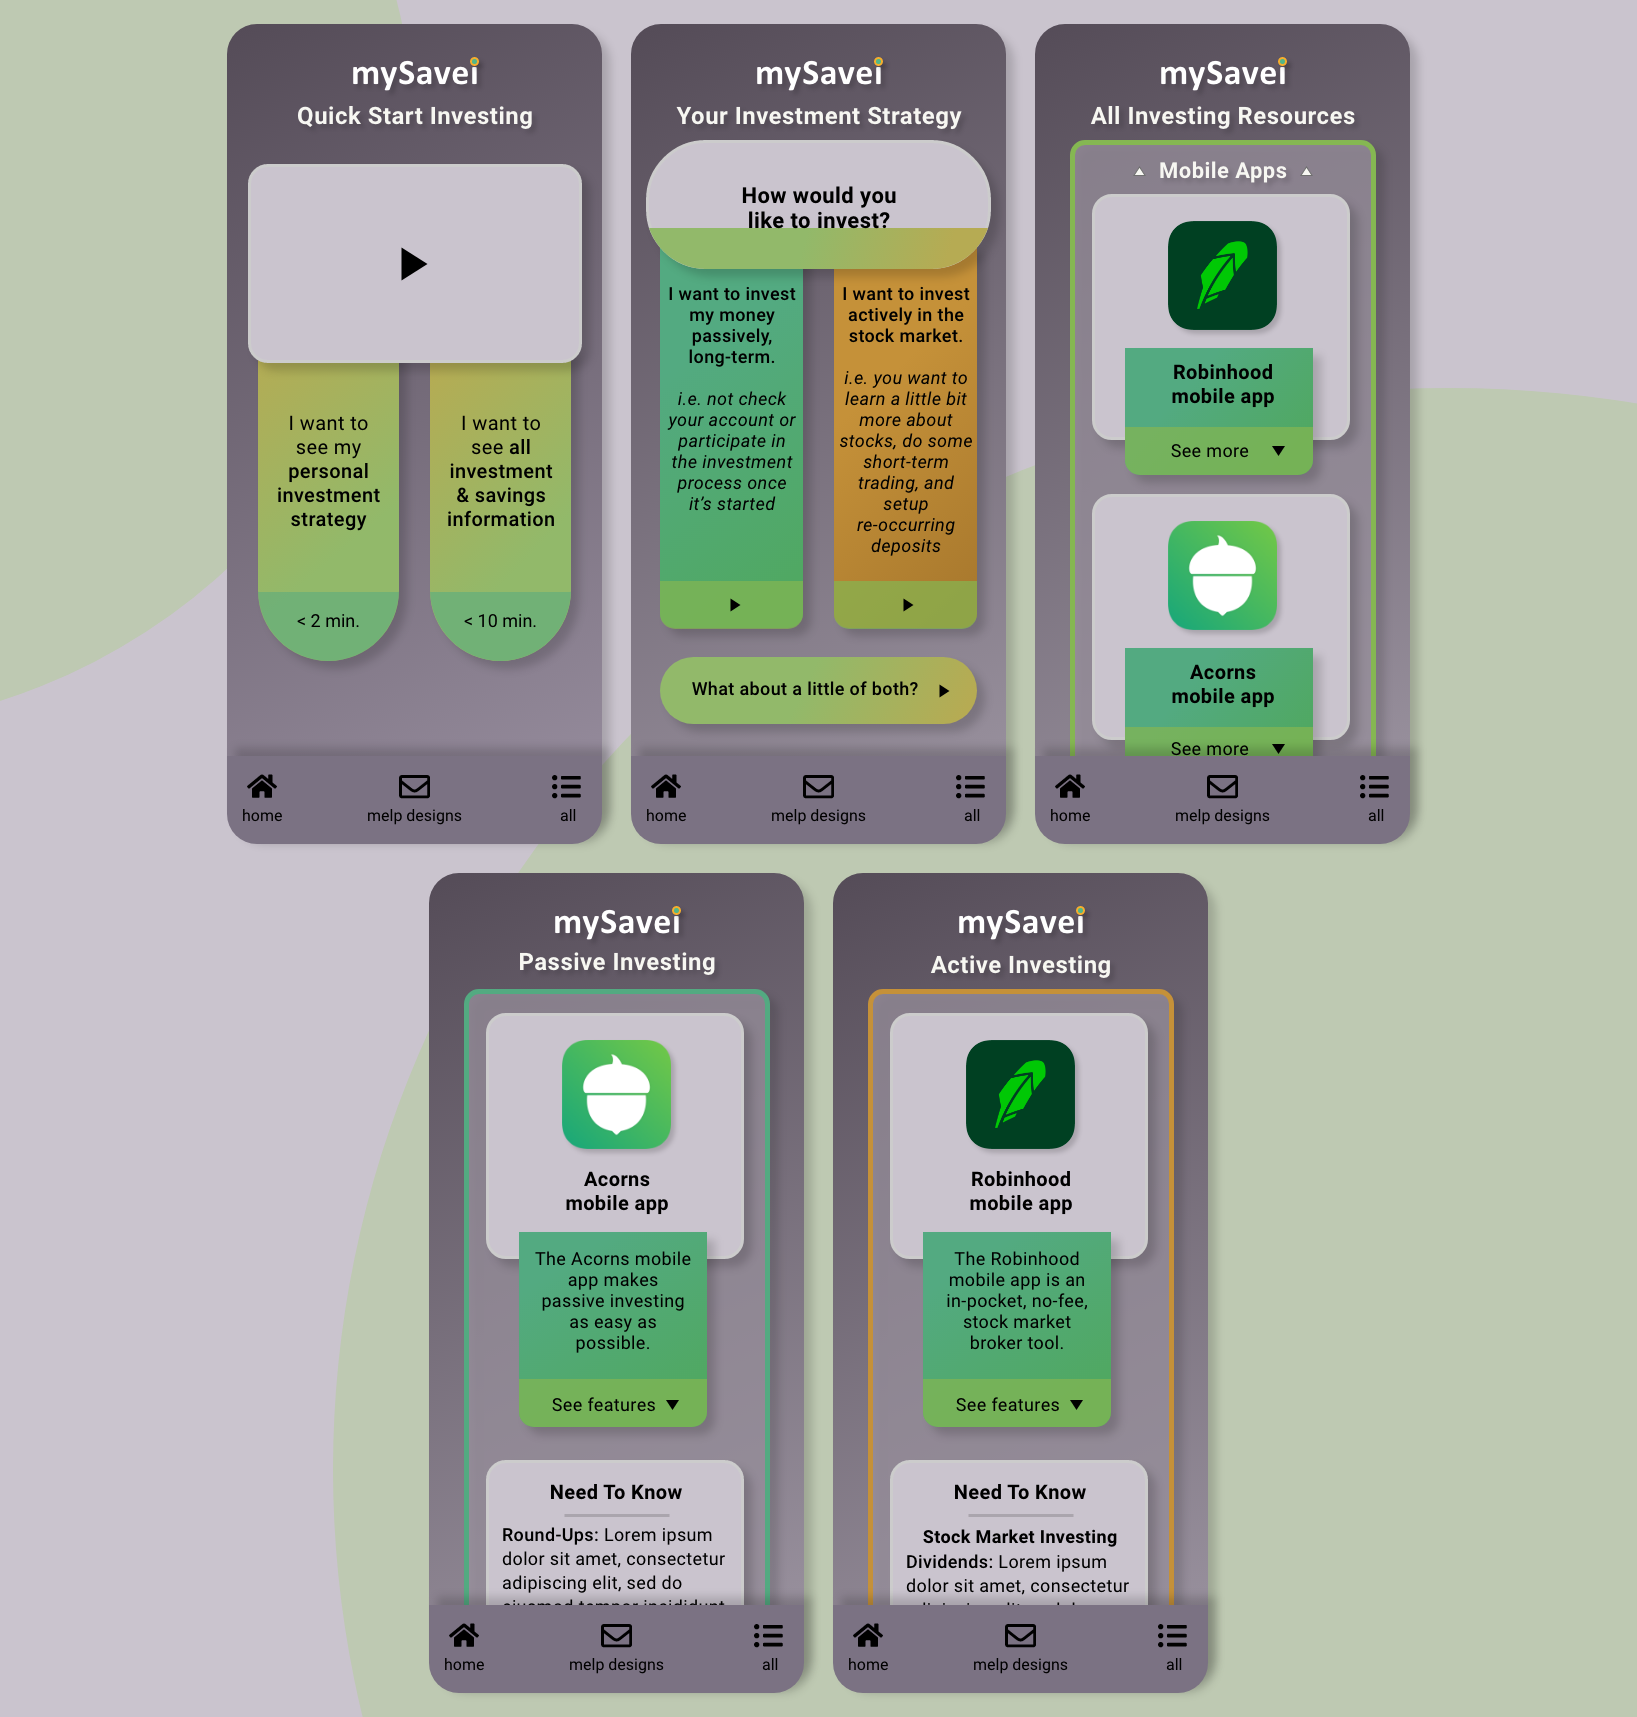 mySavei
Quick Start Investing
I want to
see my
personal
investment
strategy
< 2 min.
I want to
see all
investment
& savings
information
< 10 min.
home
melp designs
all
mySavei
Your Investment Strategy
How would you
like to invest?
I want to invest
my money
passively,
long-term.
i.e. not check
your account or
participate in
the investment
process once
it's started
I want to invest
actively in the
stock market.
i.e. you want to
learn a little bit
more about
stocks, do some
short-term
trading, and
setup
re-occurring
deposits
What about a little of both?
home
melp designs
all
mySavei
All Investing Resources
Mobile Apps
Robinhood
mobile app
See more
Acorns
mobile app
See more
home
melp designs
all
mySavei
Passive Investing
Acorns
mobile app
The Acorns mobile
app makes
passive investing
as easy as
possible.
See features
Need To Know
Round-Ups: Lorem ipsum
dolor sit amet, consectetur
adipiscing elit, sed do
eiusmod tempor incididunt
home
melp designs
all
mySavei
Active Investing
Robinhood
mobile app
The Robinhood
mobile app is an
in-pocket, no-fee,
stock market
broker tool.
See features
Need To Know
Stock Market Investing
Dividends: Lorem ipsum
dolor sit amet, consectetur
home
melp designs
all